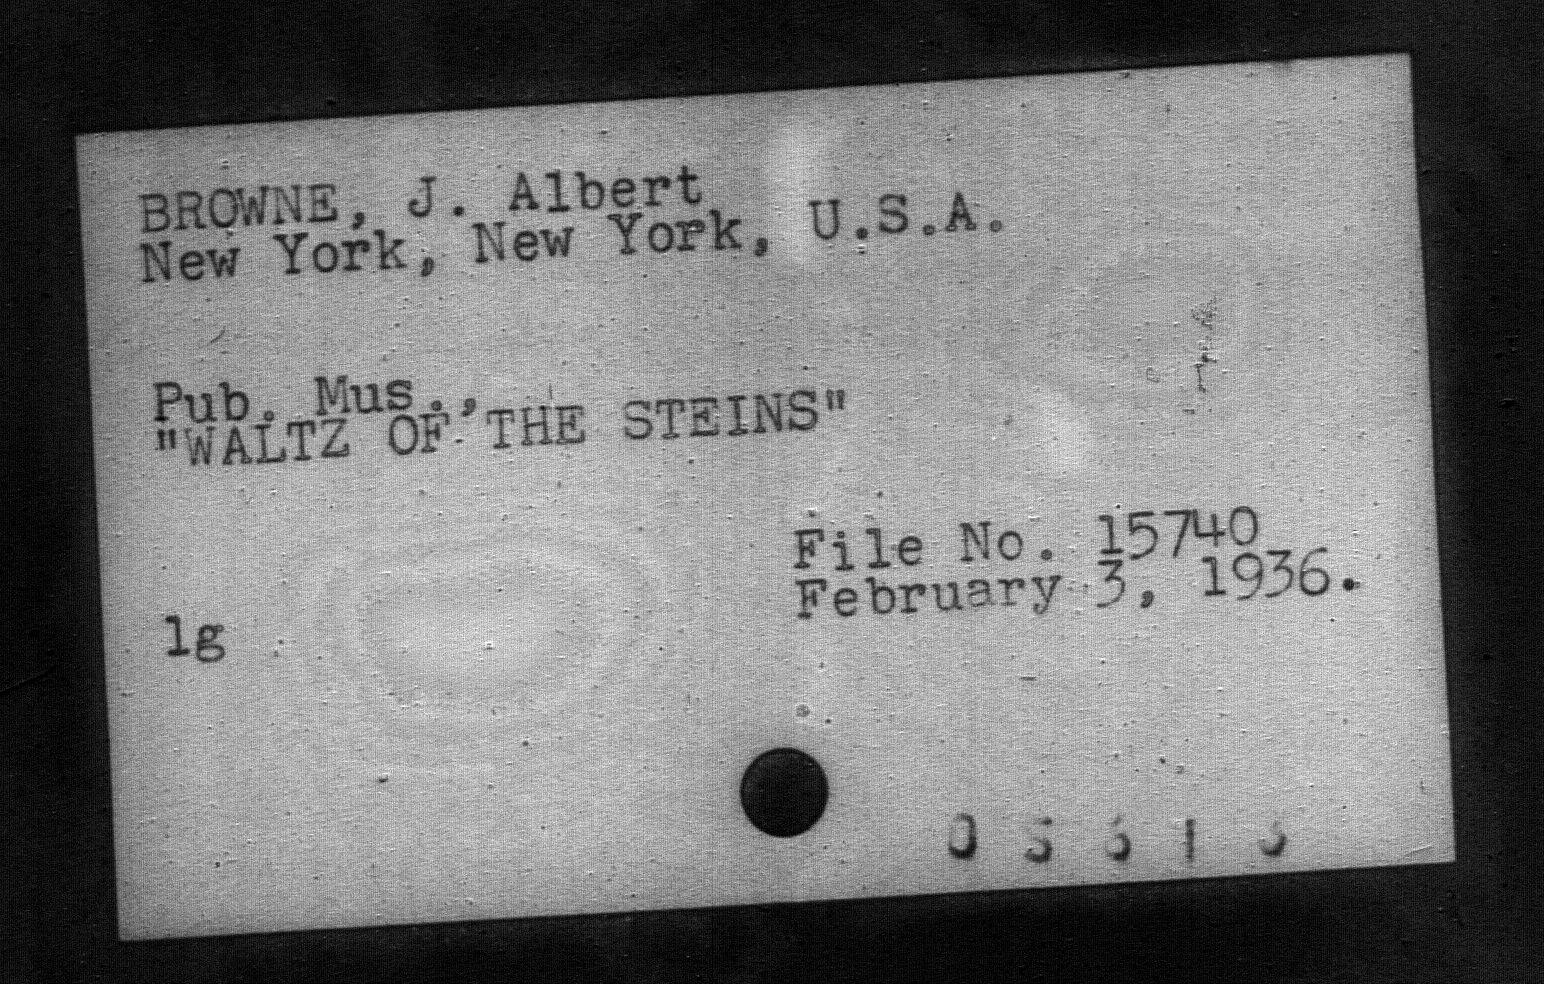 BROWNE, J. Albert
New York, New York, U.S.A.
Pub. Mus.,
"WALTZ OF THE STEINS"
File No. 15740
February 3, 1936.
lg